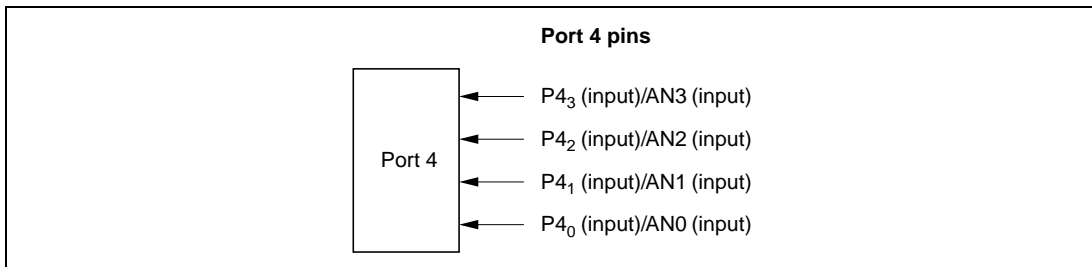 Port 4 pins
P4₃ (input)/AN3 (input)
P4₂ (input)/AN2 (input)
Port 4
P4₁ (input)/AN1 (input)
P4₀ (input)/AN0 (input)